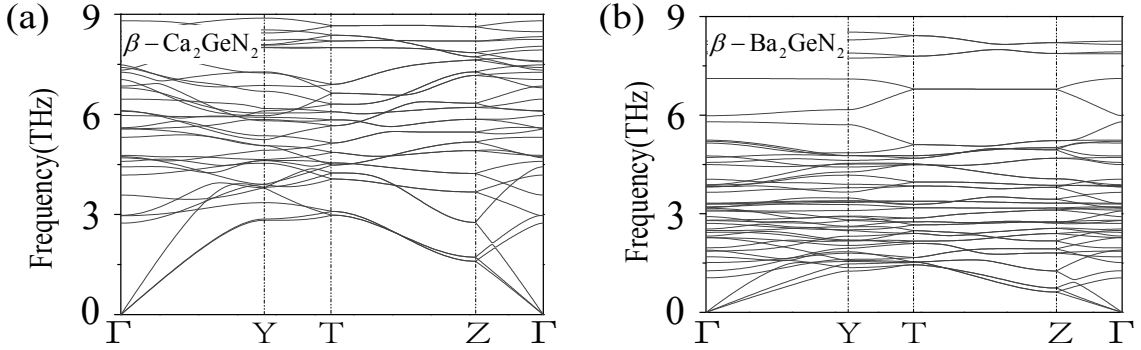 (a)
β − Ca₂GeN₂
Frequency(THz)
9
6
3
0
Γ Y T Z Γ
(b)
β − Ba₂GeN₂
Frequency(THz)
9
6
3
0
Γ Y T Z Γ